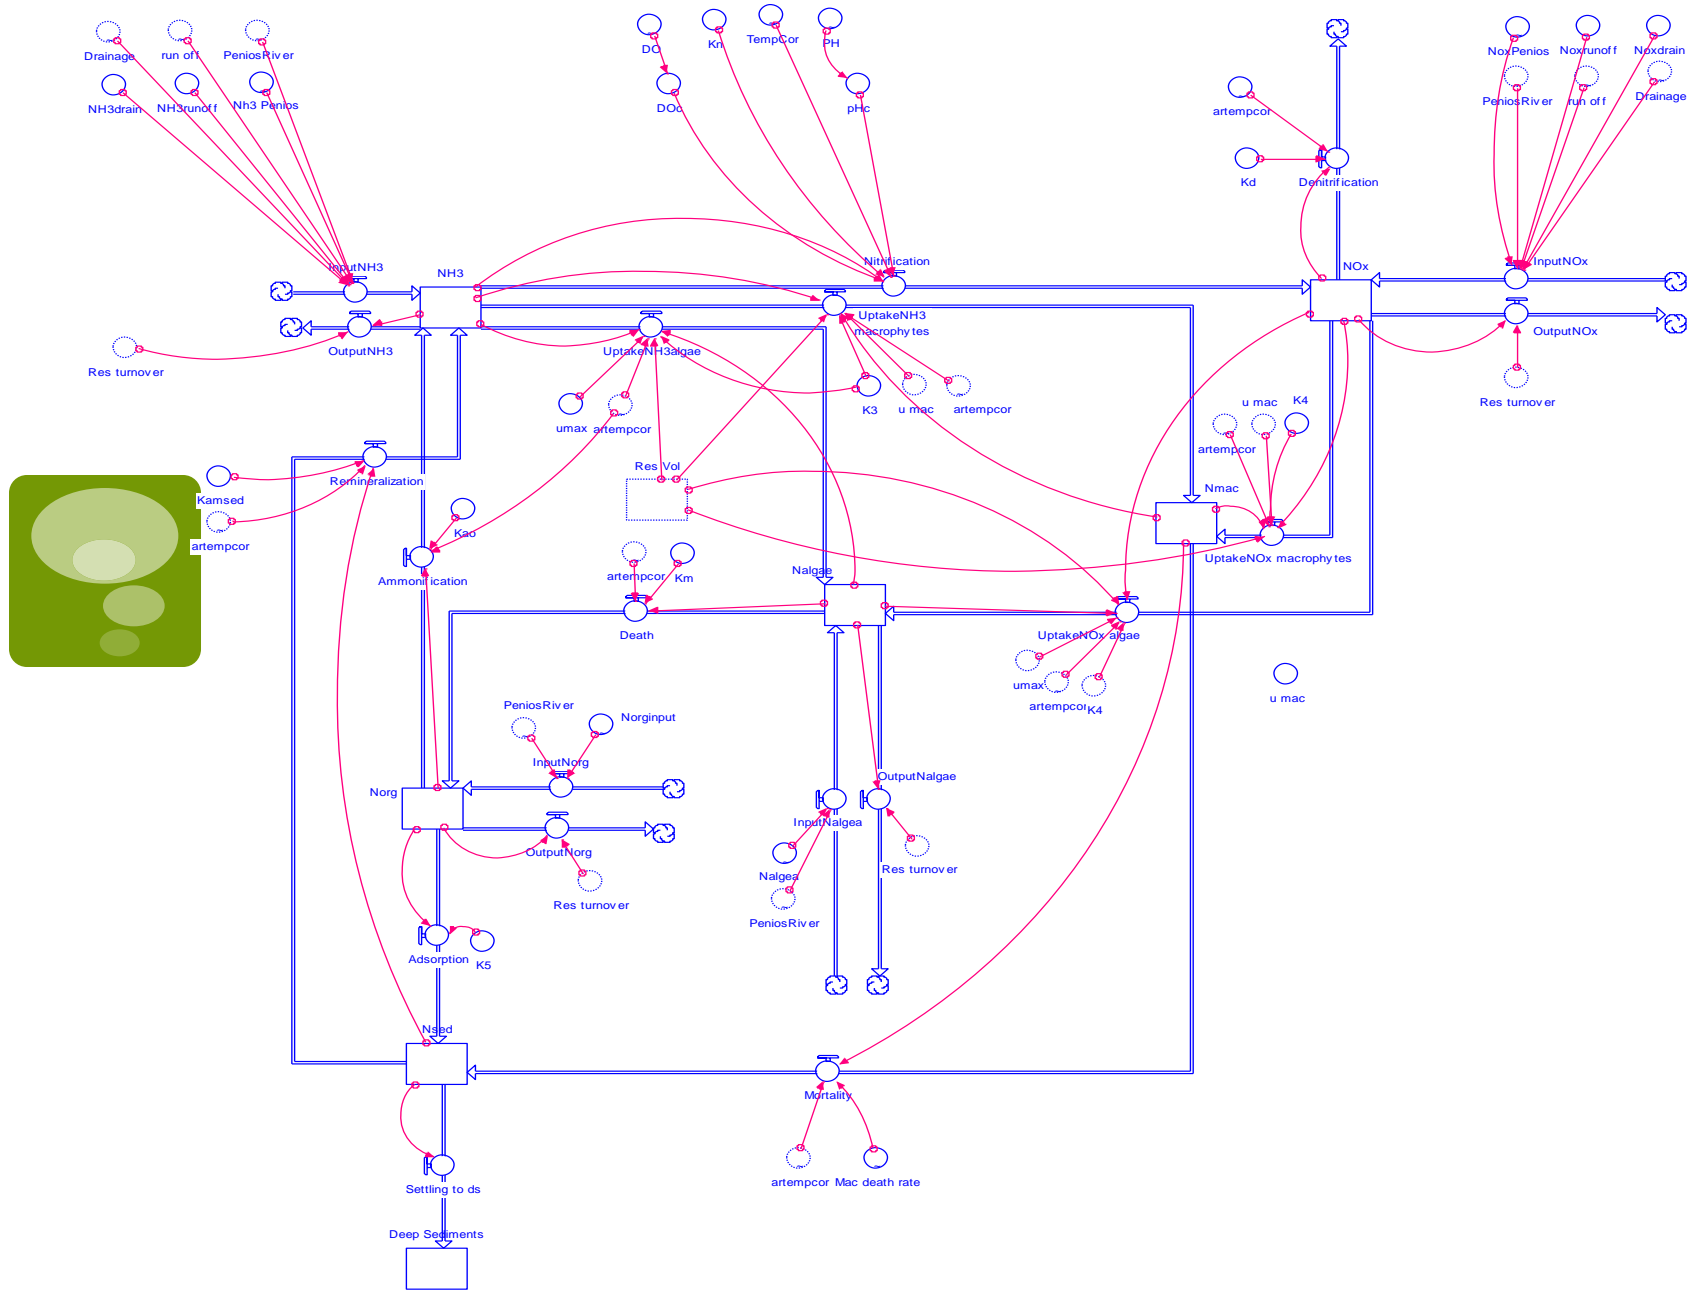 Drainage
run off
PeniosRiver
DO
Kn
TempCor
PH
NoxPenios
Noxrunoff
Noxdrain
NH3drain
NH3runoff
Nh3 Penios
DOc
pHc
artempcor
PeniosRiver
run off
Drainage
Kd
Denitrification
InputNH3
NH3
Nitrification
NOx
InputNOx
OutputNH3
UptakeNH3algae
UptakeNH3
macrophytes
OutputNOx
Res turnover
umax
artempcor
K3
u mac
artempcor
u mac
K4
artempcor
Res turnover
Remineralization
Kamsed
artempcor
Res Vol
Nmac
Kao
UptakeNOx macrophytes
Ammonification
artempcor
Km
Nalgae
Death
UptakeNOx algae
umax
artempcor
K4
u mac
PeniosRiver
Norginput
InputNorg
Norg
OutputNalgae
InputNalgea
OutputNorg
Nalgea
Res turnover
Res turnover
PeniosRiver
Adsorption
K5
Nsed
Mortality
artempcor
Mac death rate
Settling to ds
Deep Sediments